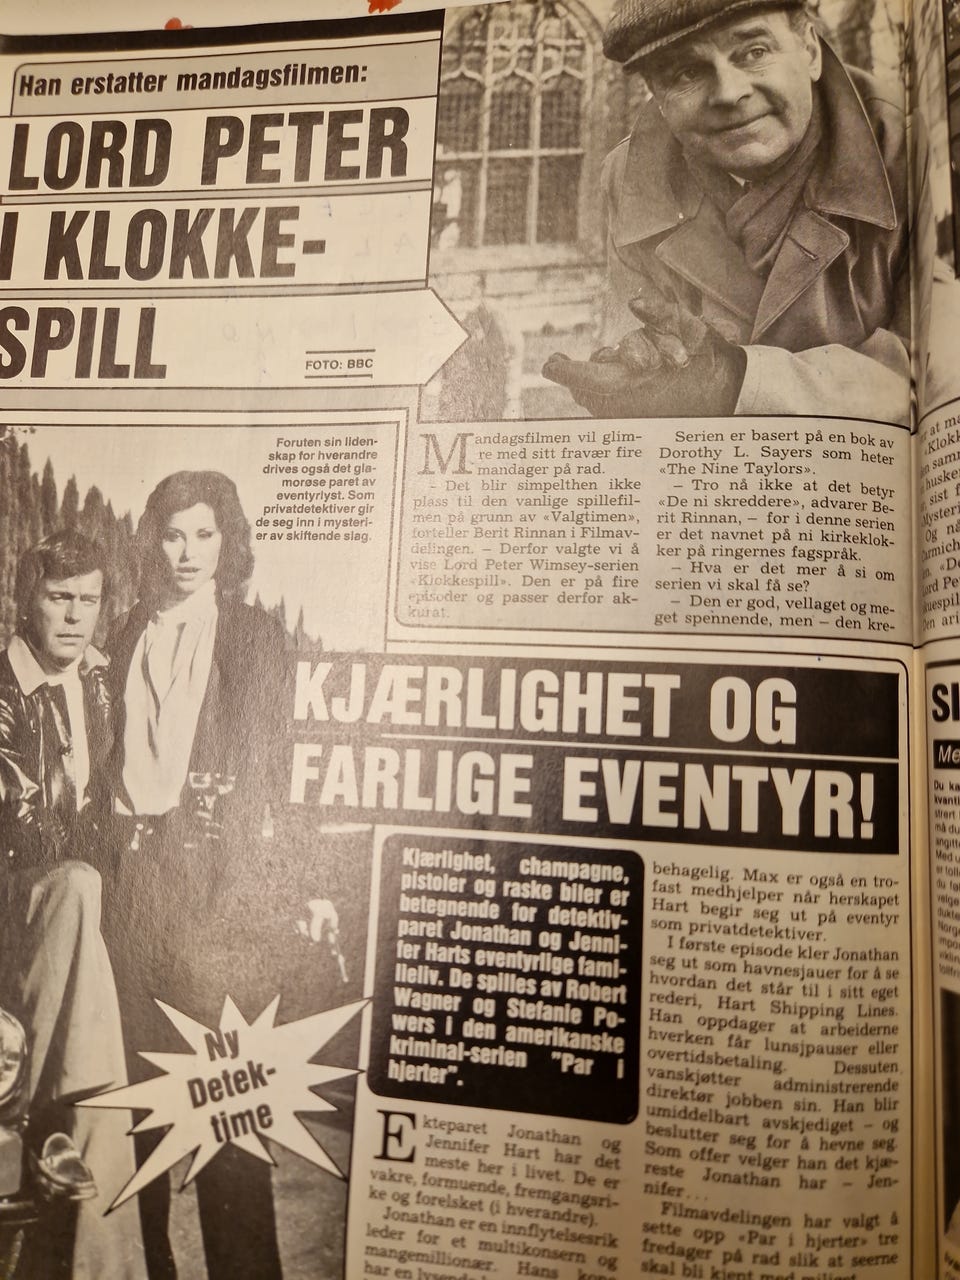 Han erstatter mandagsfilmen:
LORD PETER
I KLOKKE-
SPILL
FOTO: BBC
Foruten sin liden-
skap for hverandre
drives også det gla-
morøse paret av
eventyrlyst. Som
privatdetektiver gir
de seg inn i mysteri-
er av skiftende slag.
Mandagsfilmen vil glim-
re med sitt fravær fire
mandager på rad.
– Det blir simpelthen ikke
plass til den vanlige spillefil-
men på grunn av «Valgtimen»,
forteller Berit Rinnan i Filmav-
delingen. – Derfor valgte vi å
vise Lord Peter Wimsey-serien
«Klokkespill». Den er på fire
episoder og passer derfor ak-
kurat.
Serien er basert på en bok av
Dorothy L. Sayers som heter
«The Nine Taylors».
– Tro nå ikke at det betyr
«De ni skreddere», advarer Be-
rit Rinnan, – for i denne serien
er det navnet på ni kirkeklok-
ker på ringernes fagspråk.
– Hva er det mer å si om
serien vi skal få se?
– Den er god, vellaget og me-
get spennende, men – den kre-
KJÆRLIGHET OG
FARLIGE EVENTYR!
Kjærlighet, champagne,
pistoler og raske biler er
betegnende for detektiv-
paret Jonathan og Jenni-
fer Harts eventyrlige fami-
lieliv. De spilles av Robert
Wagner og Stefanie Po-
wers i den amerikanske
kriminal-serien "Par i
hjerter".
Ny
Detek-
time
Ekteparet Jonathan og
Jennifer Hart har det
meste her i livet. De er
vakre, formuende, fremgangsri-
ke og forelsket (i hverandre).
Jonathan er en innflytelsesrik
leder for et multikonsern og
mangemillionær. Hans
har en
behagelig. Max er også en tro-
fast medhjelper når herskapet
Hart begir seg ut på eventyr
som privatdetektiver.
I første episode kler Jonathan
seg ut som havnesjauer for å se
hvordan det står til i sitt eget
rederi, Hart Shipping Lines.
Han oppdager at arbeiderne
hverken får lunsjpauser eller
overtidsbetaling. Dessuten
vanskjøtter administrerende
direktør jobben sin. Han blir
umiddelbart avskjediget – og
beslutter seg for å hevne seg.
Som offer velger han det kjæ-
reste Jonathan har – Jen-
nifer...
Filmavdelingen har valgt å
sette opp «Par i hjerter» tre
fredager på rad slik at seerne
skal bli kjent med